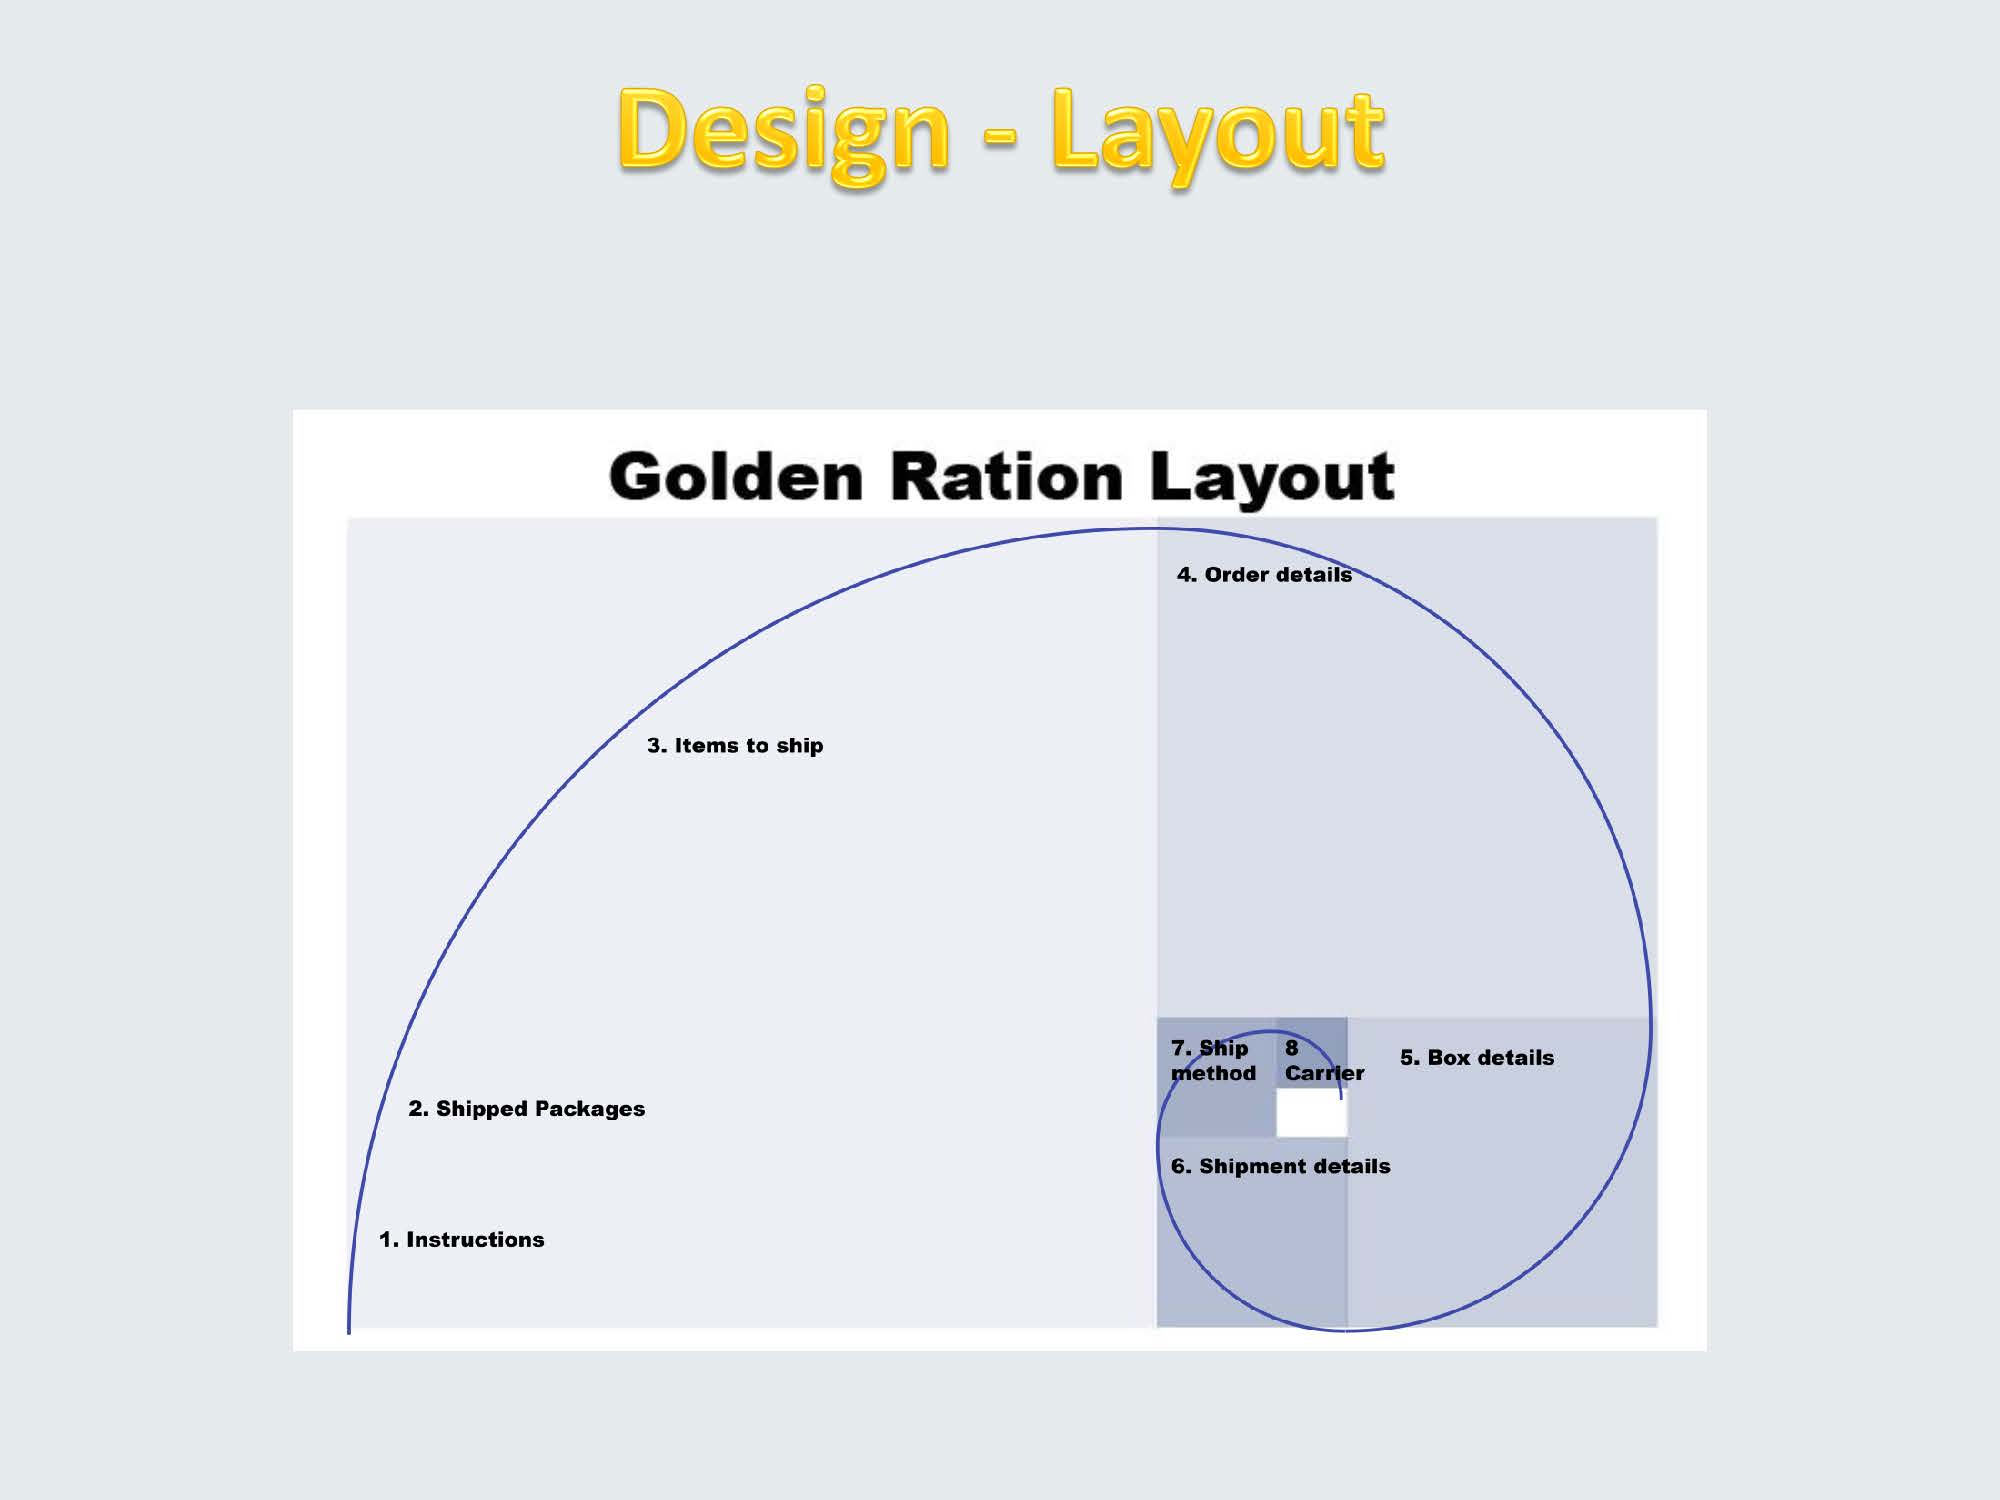 Design - Layout
Golden Ration Layout
4. Order details
3. Items to ship
7. Ship
method
8
Carrier
5. Box details
2. Shipped Packages
6. Shipment details
1. Instructions